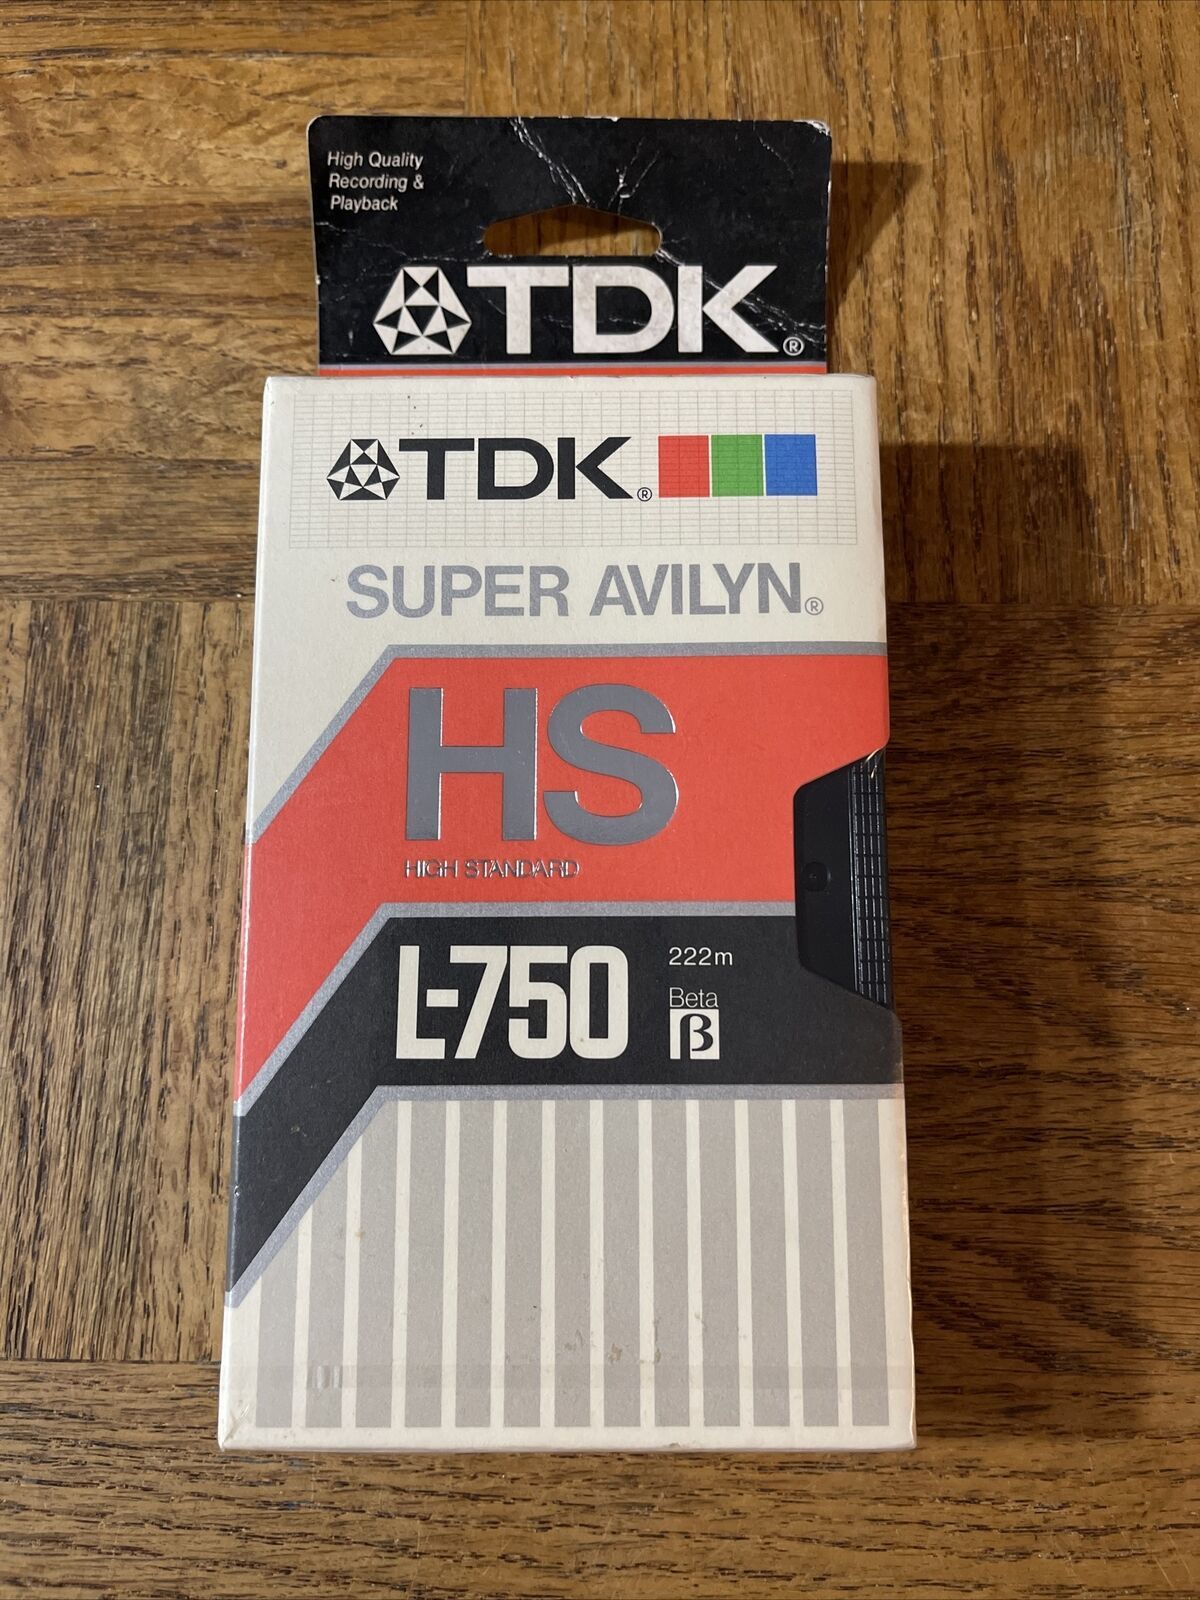 High Quality
Recording &
Playback
TDK®
TDK®
SUPER AVILYN®
HS
HIGH STANDARD
L-750
222m
Beta
β